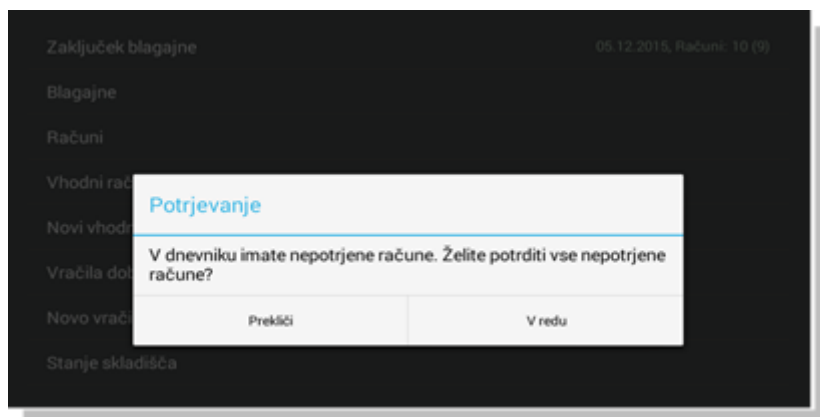 Zaključek blagajne 05.12.2015, Računi: 10 (9)
Blagajne
Računi
Vhodni rač
Potrjevanje
Novi vhodn
V dnevniku imate nepotrjene račune. Želite potrditi vse nepotrjene
račune?
Vračila dob
Novo vrači
Prekliči V redu
Stanje skladišča